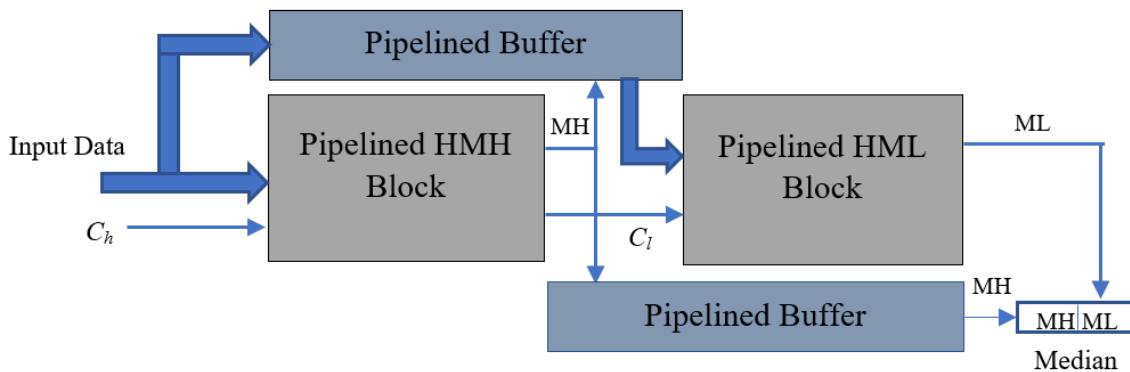 Pipelined Buffer
Input Data
Pipelined HMH
Block
MH
Pipelined HML
Block
ML
C_h
C_l
Pipelined Buffer
MH
MH ML
Median